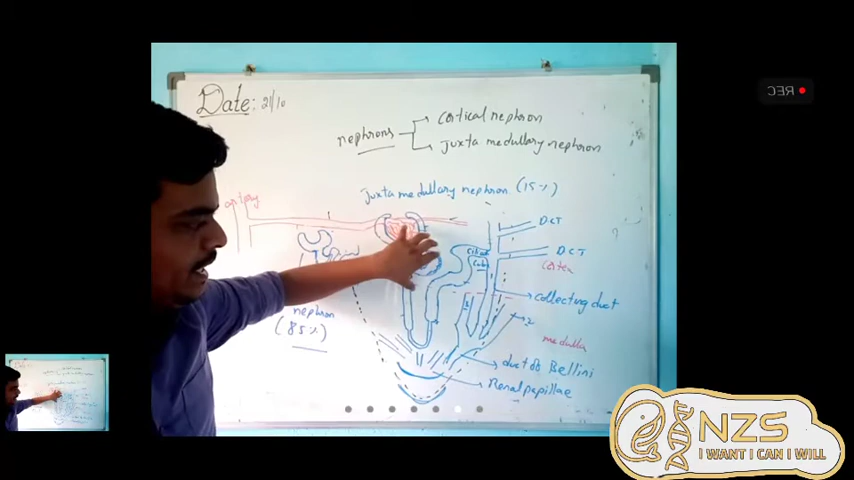 Date: 21/10
REC
nephrons
cortical nephron
juxta medullary nephron
juxta medullary nephron (15%)
artery
DCT
DCT
cortex
collecting duct
nephron
(85%)
2
medulla
duct of Bellini
Renal papillae
NZS
I WANT I CAN I WILL